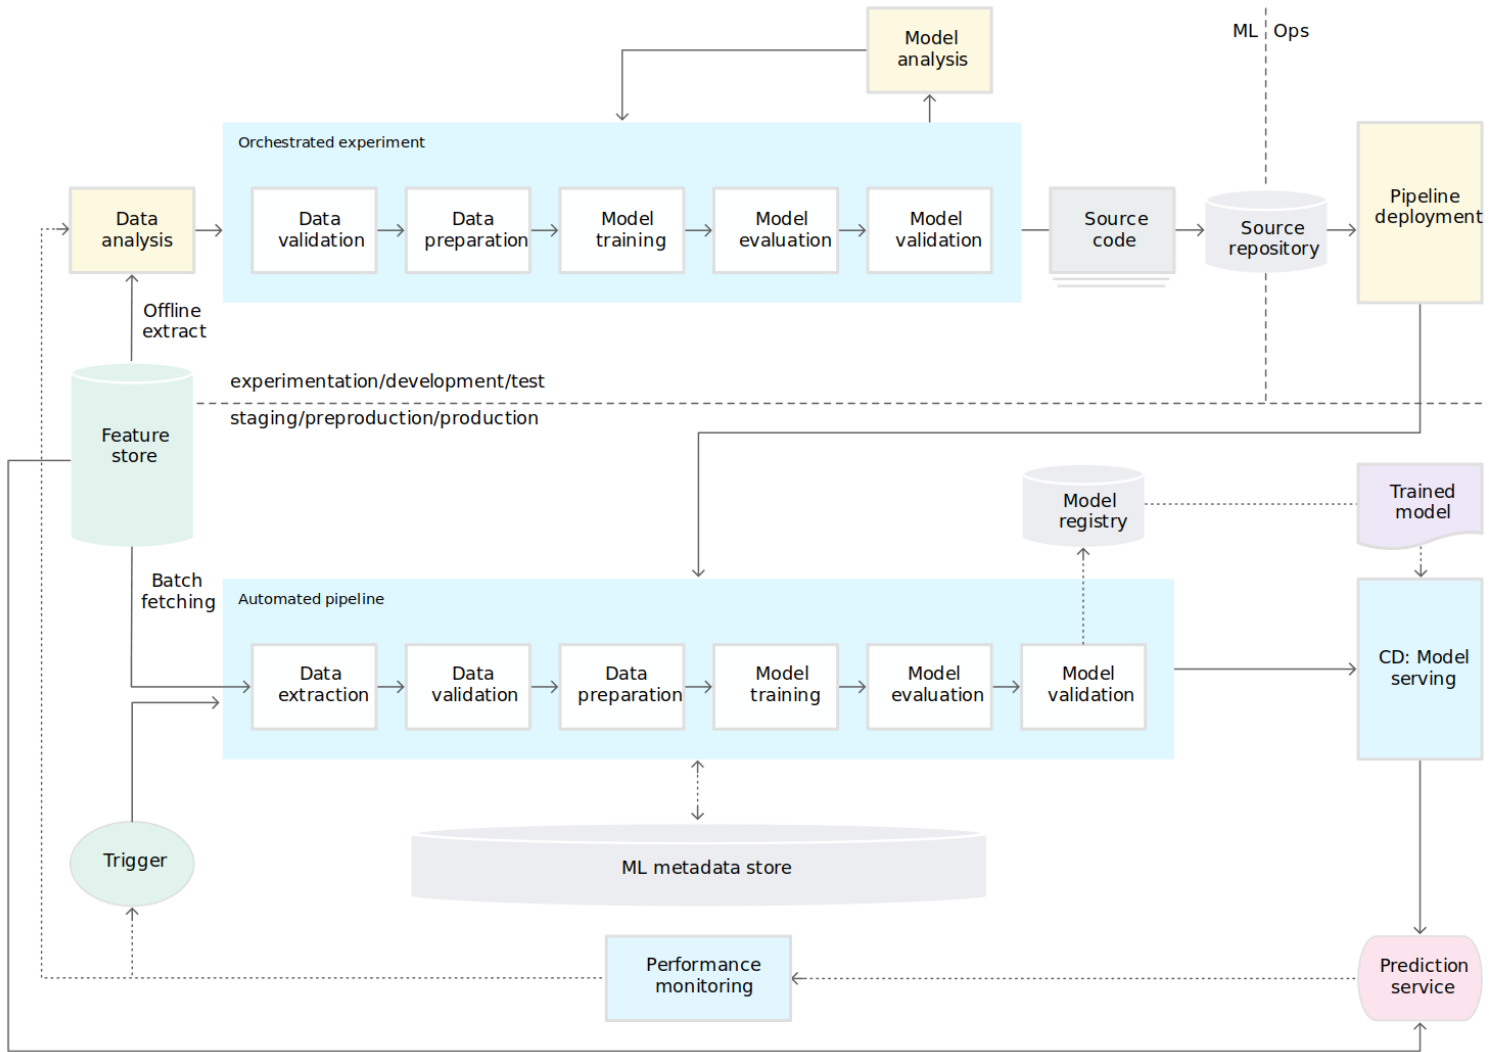 Model
analysis
ML
Ops
Orchestrated experiment
Data
analysis
Data
validation
Data
preparation
Model
training
Model
evaluation
Model
validation
Source
code
Source
repository
Pipeline
deployment
Offline
extract
experimentation/development/test
staging/preproduction/production
Feature
store
Model
registry
Trained
model
Batch
fetching
Automated pipeline
Data
extraction
Data
validation
Data
preparation
Model
training
Model
evaluation
Model
validation
CD: Model
serving
Trigger
ML metadata store
Performance
monitoring
Prediction
service